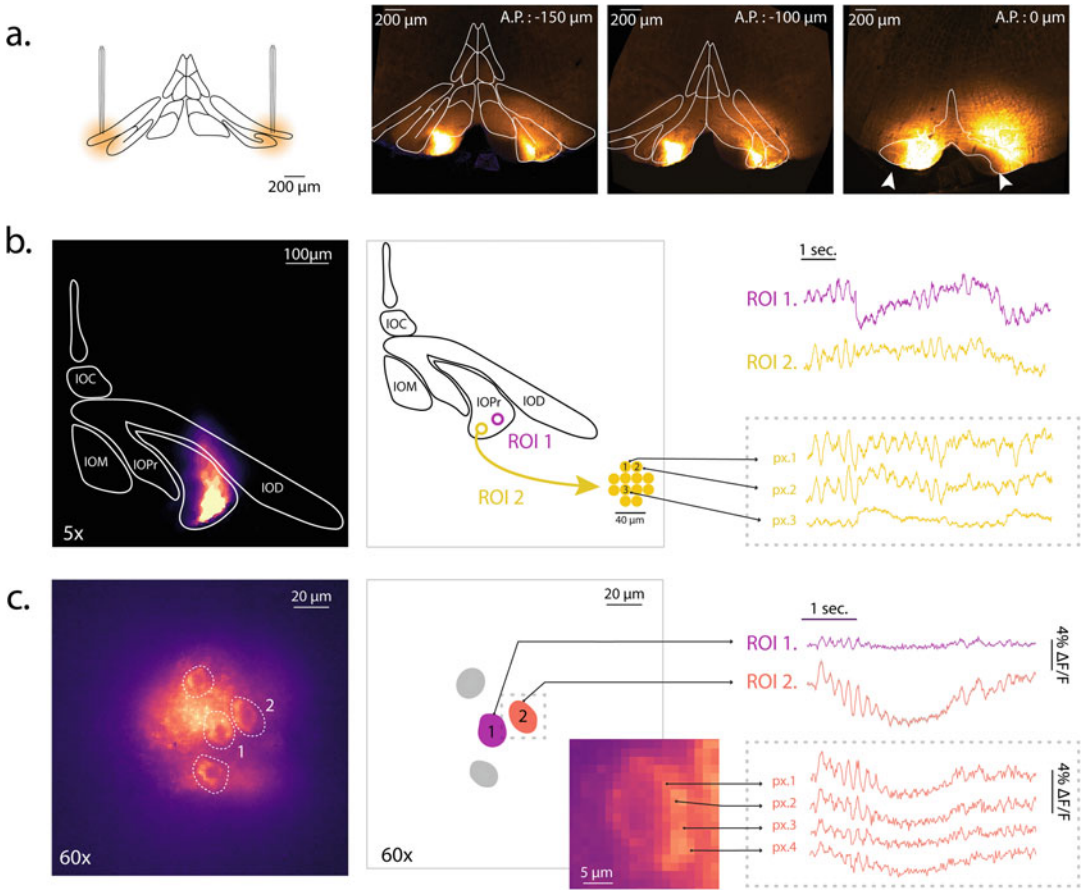 a.
200 µm
200 µm
A.P. : -150 µm
200 µm
A.P. : -100 µm
200 µm
A.P. : 0 µm
b.
100µm
IOC
IOM
IOPr
IOD
5x
IOC
IOM
IOPr
IOD
ROI 1
ROI 2
1 2
3
40 µm
1 sec.
ROI 1.
ROI 2.
px.1
px.2
px.3
c.
20 µm
2
1
60x
20 µm
1
2
60x
5 µm
1 sec.
ROI 1.
ROI 2.
4% ΔF/F
px.1
px.2
px.3
px.4
4% ΔF/F